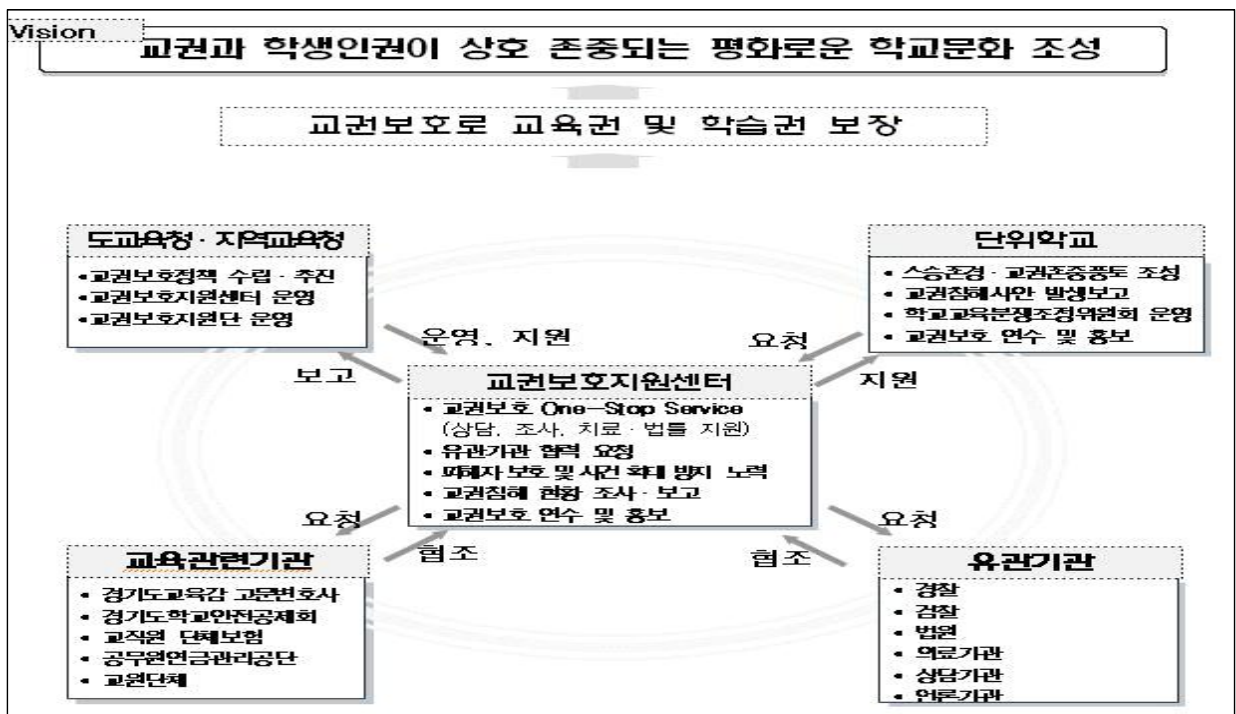 Vision
교권과 학생인권이 상호 존중되는 평화로운 학교문화 조성
교권보호로 교육권 및 학습권 보장
도교육청·지역교육청
•교권보호정책 수립·추진
•교권보호지원센터 운영
•교권보호지원단 운영
단위학교
• 스승존경·교권존중풍토 조성
• 교권침해사안 발생보고
• 학교교육분쟁조정위원회 운영
• 교권보호 연수 및 홍보
운영, 지원
보고
요청
지원
교권보호지원센터
• 교권보호 One-Stop Service
(상담, 조사, 치료·법률 지원)
• 유관기관 협력 요청
• 피해자 보호 및 사건 확대 방지 노력
• 교권침해 현황 조사·보고
• 교권보호 연수 및 홍보
요청
협조
요청
협조
교육관련기관
• 경기도교육감 고문변호사
• 경기도학교안전공제회
• 교직원 단체보험
• 공무원연금관리공단
• 교원단체
유관기관
• 경찰
• 검찰
• 법원
• 의료기관
• 상담기관
• 언론기관